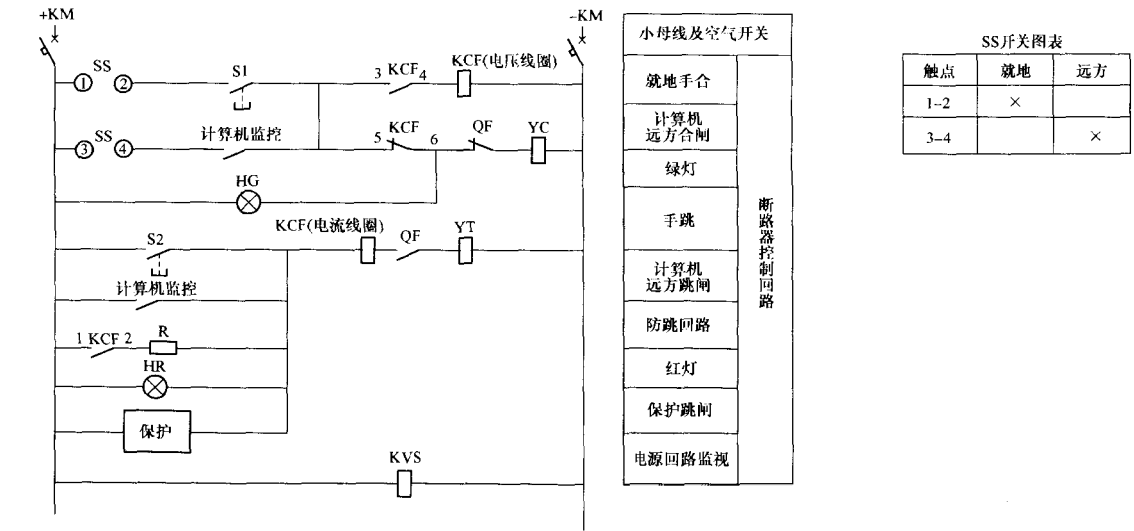 +KM
-KM
SS
1 2
S1
3 KCF 4
KCF(电压线圈)
SS
3 4
计算机监控
5 KCF 6
QF
YC
HG
S2
KCF(电流线圈)
QF
YT
计算机监控
1 KCF 2
R
HR
保护
KVS
小母线及空气开关
就地手合
计算机
远方合闸
绿灯
手跳
计算机
远方跳闸
防跳回路
红灯
保护跳闸
电源回路监视
断路器控制回路
SS开关图表
触点 就地 远方
1-2 ×
3-4 ×